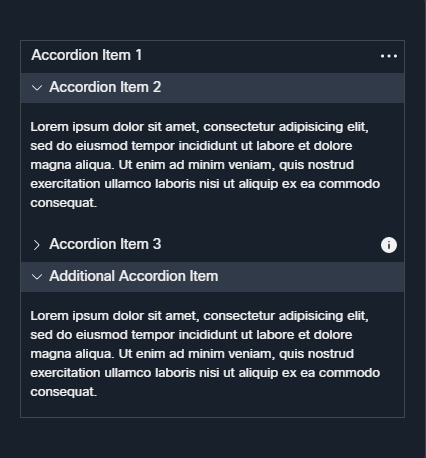 Accordion Item 1
Accordion Item 2
Lorem ipsum dolor sit amet, consectetur adipisicing elit,
sed do eiusmod tempor incididunt ut labore et dolore
magna aliqua. Ut enim ad minim veniam, quis nostrud
exercitation ullamco laboris nisi ut aliquip ex ea commodo
consequat.
Accordion Item 3
Additional Accordion Item
Lorem ipsum dolor sit amet, consectetur adipisicing elit,
sed do eiusmod tempor incididunt ut labore et dolore
magna aliqua. Ut enim ad minim veniam, quis nostrud
exercitation ullamco laboris nisi ut aliquip ex ea commodo
consequat.